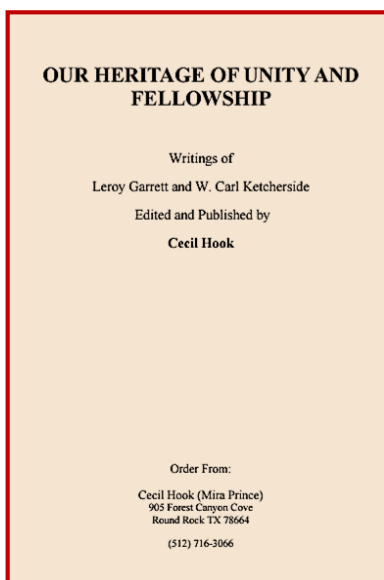 OUR HERITAGE OF UNITY AND
FELLOWSHIP
Writings of
Leroy Garrett and W. Carl Ketcherside
Edited and Published by
Cecil Hook
Order From:
Cecil Hook (Mira Prince)
905 Forest Canyon Cove
Round Rock TX 78664
(512) 716-3066